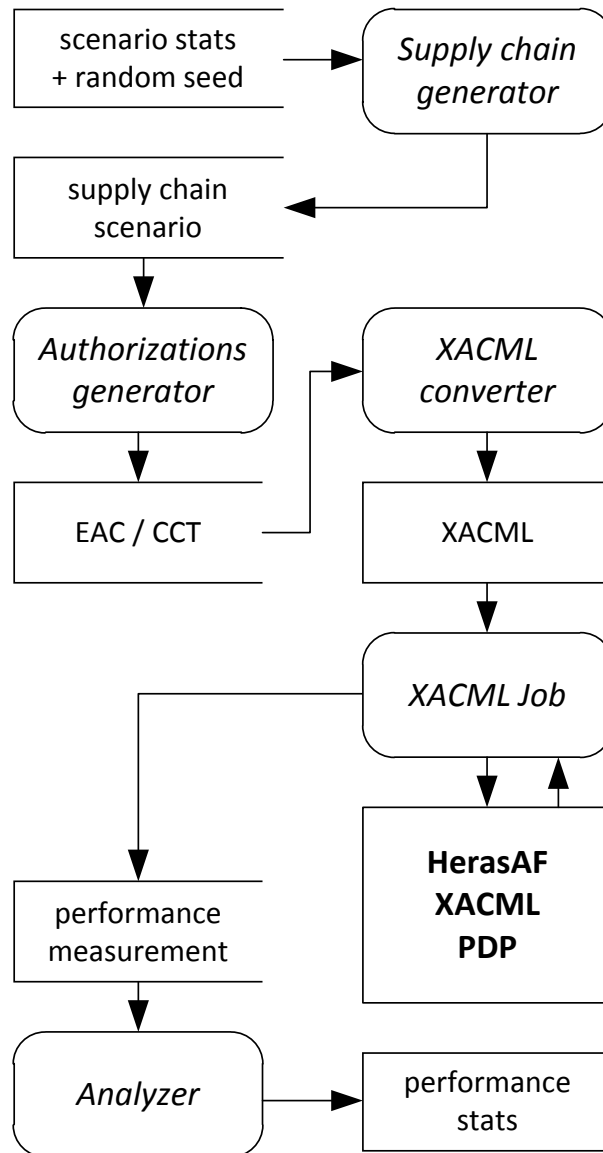 scenario stats
+ random seed
Supply chain
generator
supply chain
scenario
Authorizations
generator
XACML
converter
EAC / CCT
XACML
XACML Job
HerasAF
XACML
PDP
performance
measurement
Analyzer
performance
stats